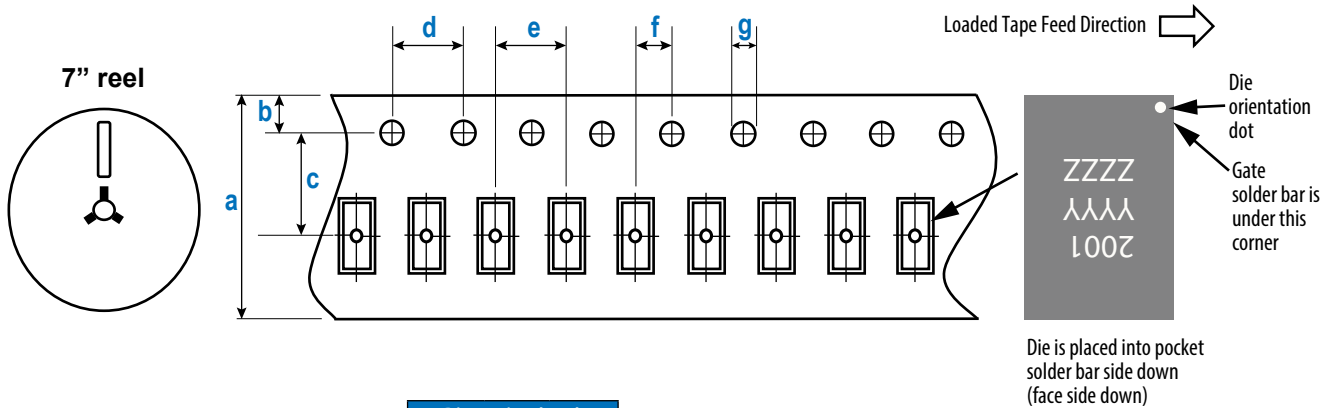 Loaded Tape Feed Direction
7” reel
d
e
f
g
b
c
a
Die
orientation
dot
Gate
solder bar is
under this
corner
2001
YYYY
ZZZZ
Die is placed into pocket
solder bar side down
(face side down)